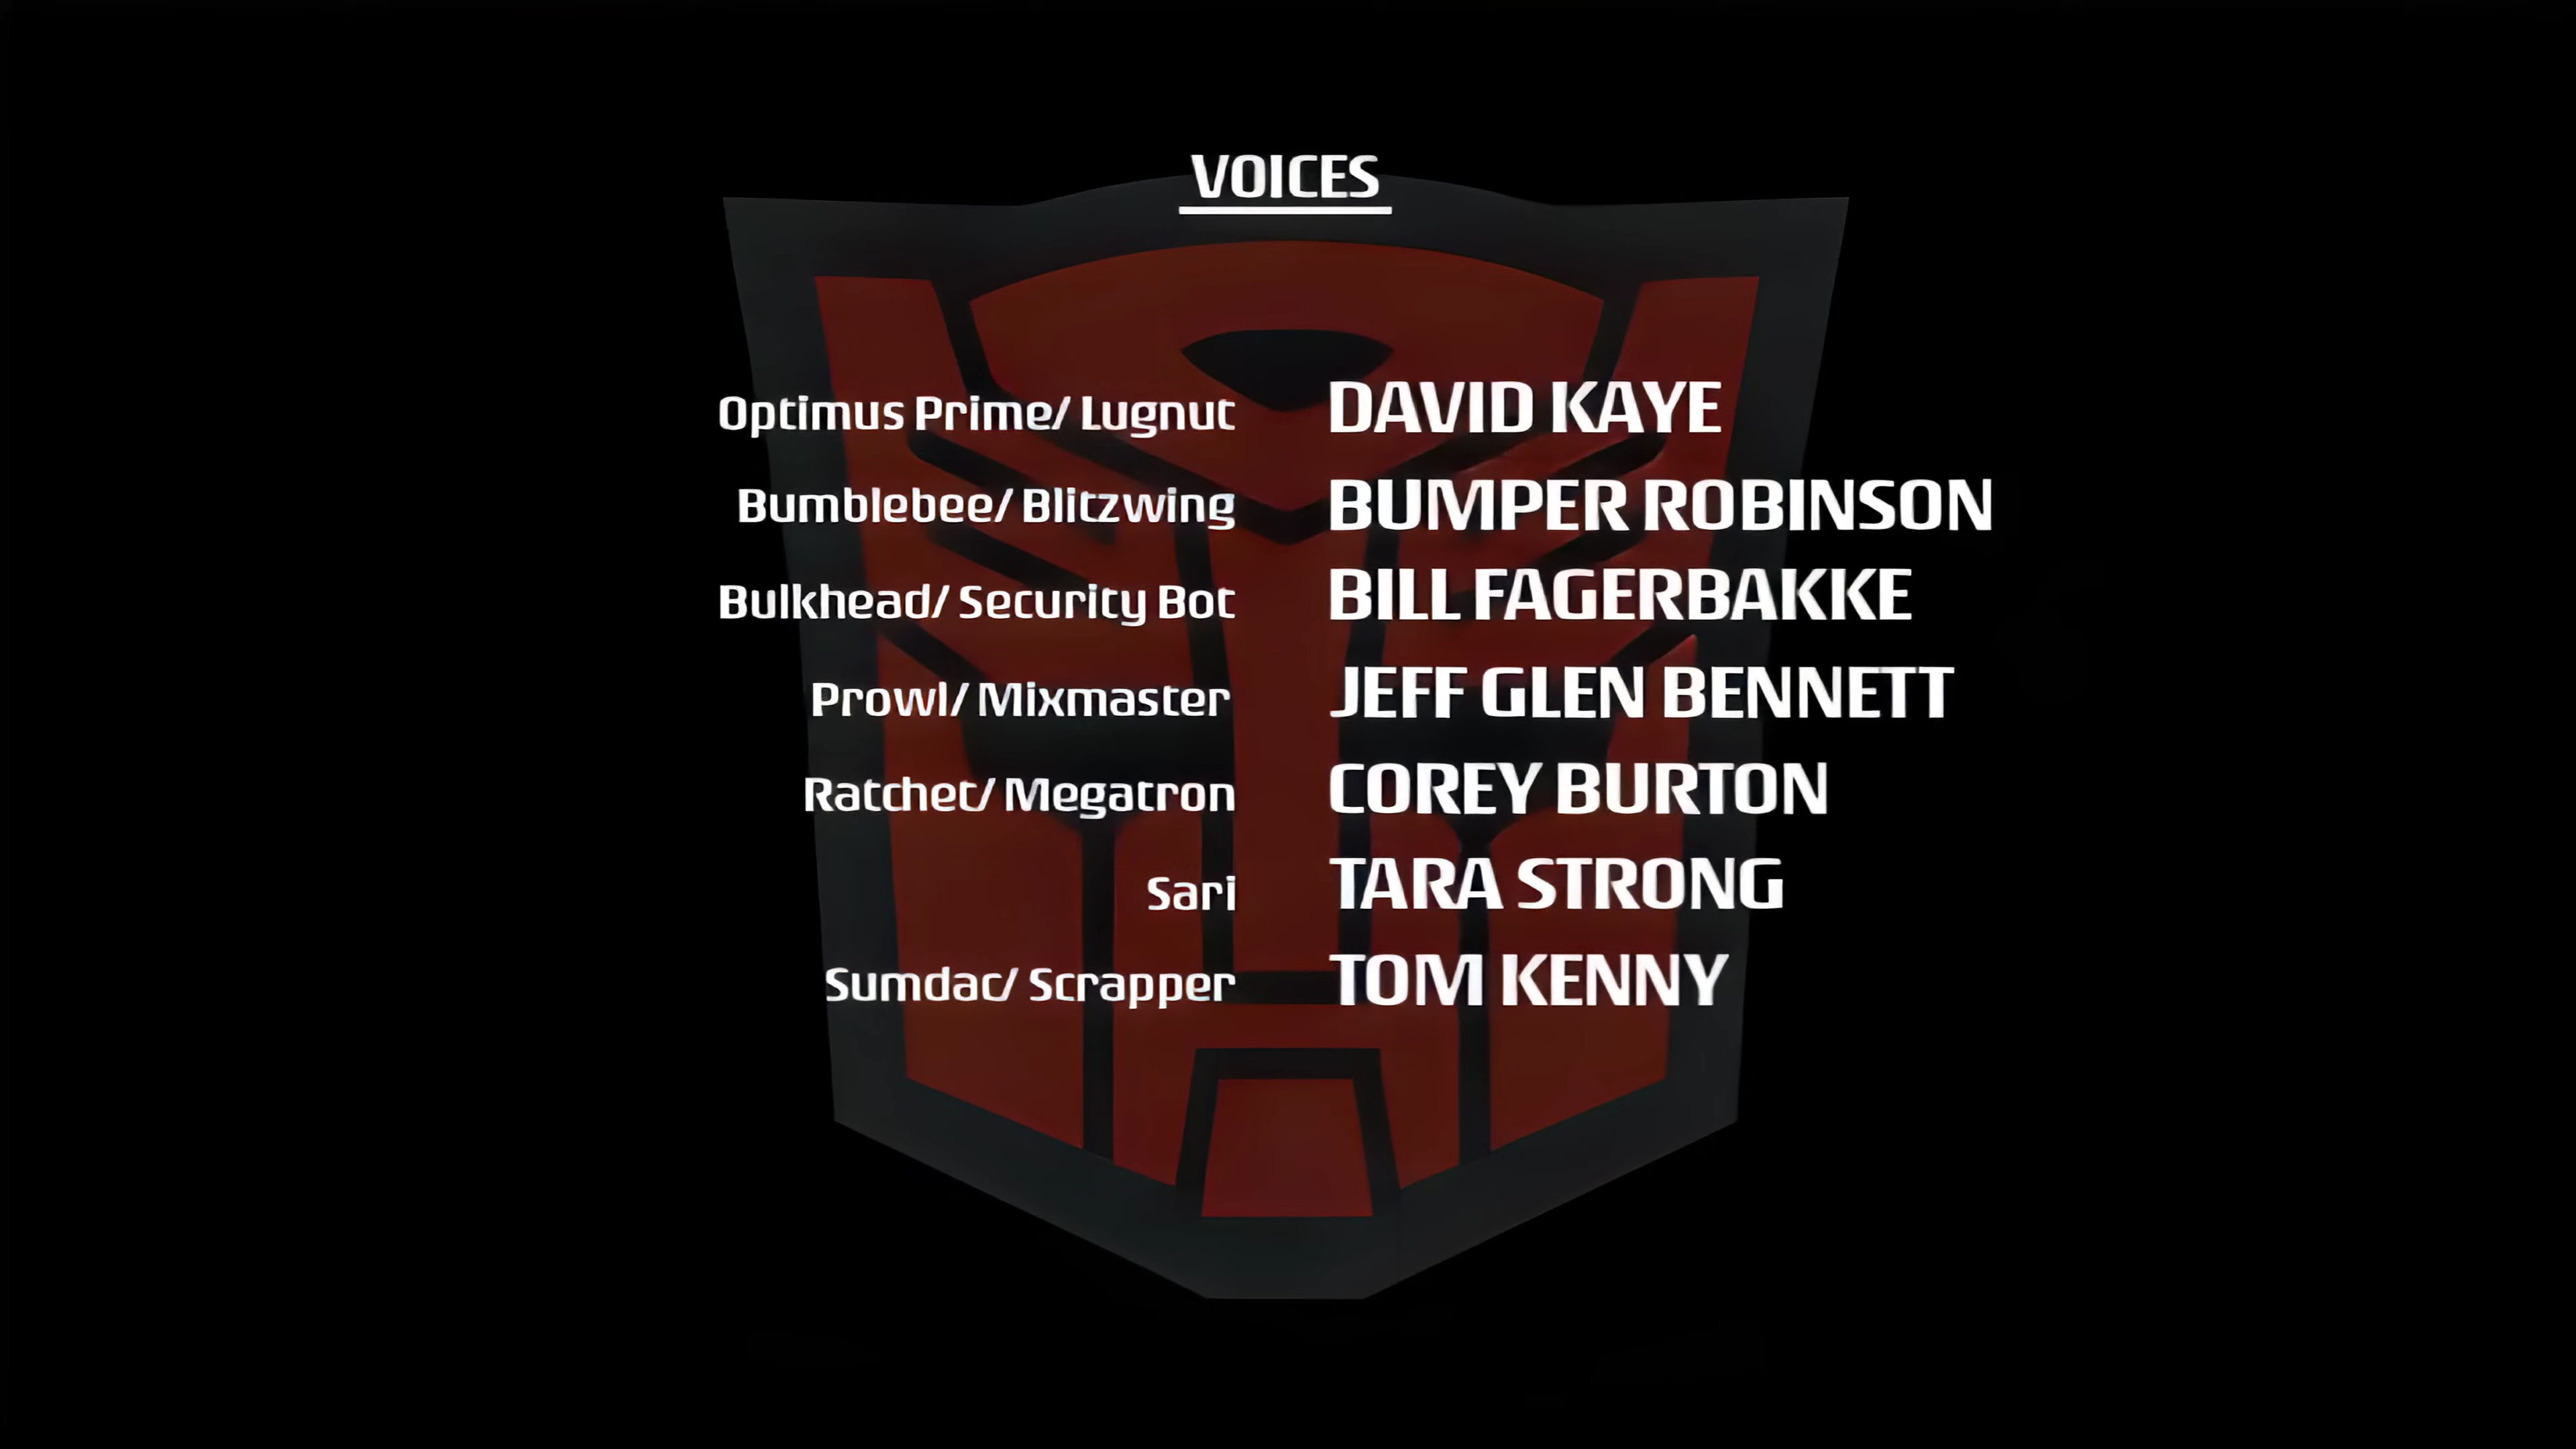 VOICES
Optimus Prime/ Lugnut DAVID KAYE
Bumblebee/ Blitzwing BUMPER ROBINSON
Bulkhead/ Security Bot BILL FAGERBAKKE
Prowl/ Mixmaster JEFF GLEN BENNETT
Ratchet/ Megatron COREY BURTON
Sari TARA STRONG
Sumdac/ Scrapper TOM KENNY